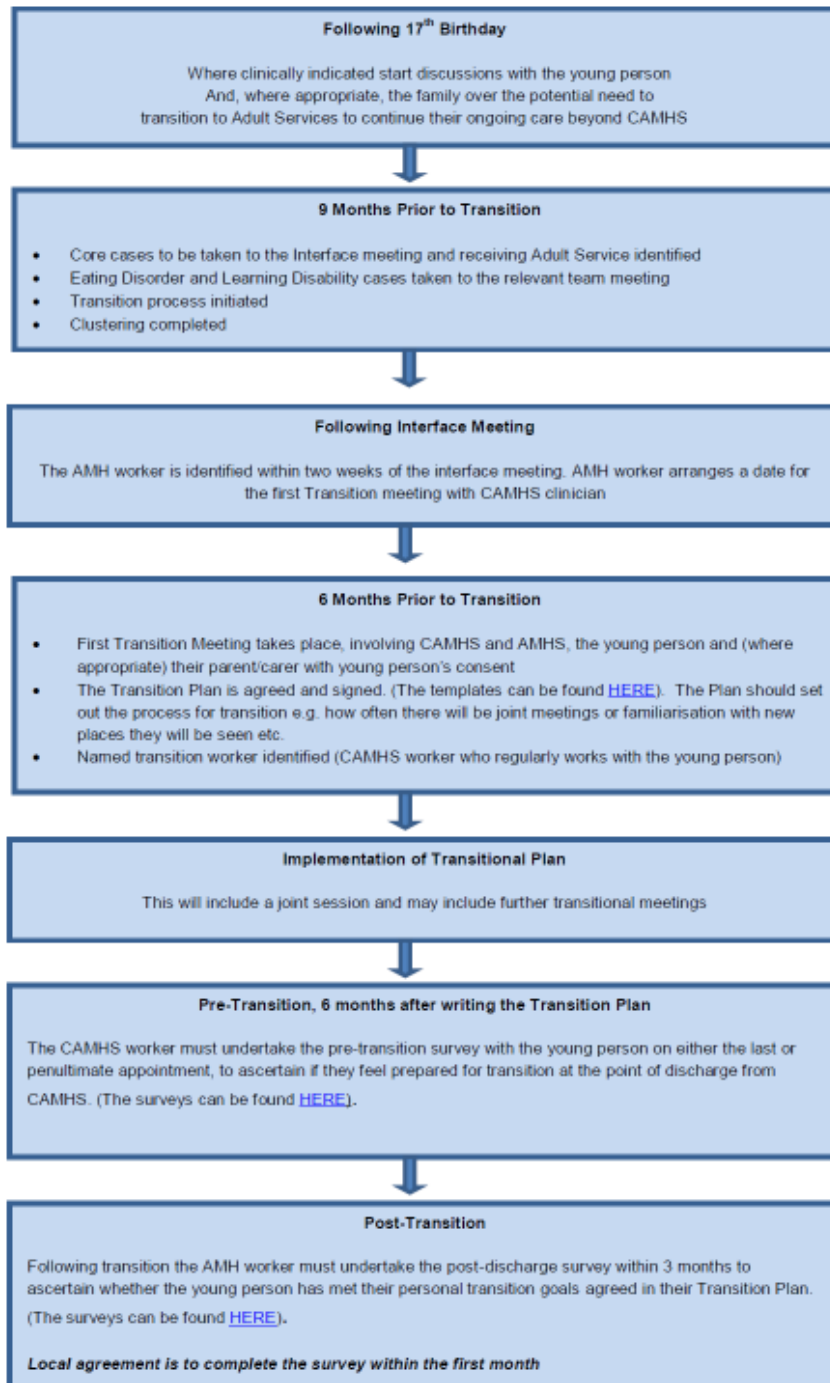 Following 17th Birthday
Where clinically indicated start discussions with the young person
And, where appropriate, the family over the potential need to
transition to Adult Services to continue their ongoing care beyond CAMHS
9 Months Prior to Transition
• Core cases to be taken to the Interface meeting and receiving Adult Service identified
• Eating Disorder and Learning Disability cases taken to the relevant team meeting
• Transition process initiated
• Clustering completed
Following Interface Meeting
The AMH worker is identified within two weeks of the interface meeting. AMH worker arranges a date for
the first Transition meeting with CAMHS clinician
6 Months Prior to Transition
• First Transition Meeting takes place, involving CAMHS and AMHS, the young person and (where
appropriate) their parent/carer with young person's consent
• The Transition Plan is agreed and signed. (The templates can be found HERE). The Plan should set
out the process for transition e.g. how often there will be joint meetings or familiarisation with new
places they will be seen etc.
• Named transition worker identified (CAMHS worker who regularly works with the young person)
Implementation of Transitional Plan
This will include a joint session and may include further transitional meetings
Pre-Transition, 6 months after writing the Transition Plan
The CAMHS worker must undertake the pre-transition survey with the young person on either the last or
penultimate appointment, to ascertain if they feel prepared for transition at the point of discharge from
CAMHS. (The surveys can be found HERE).
Post-Transition
Following transition the AMH worker must undertake the post-discharge survey within 3 months to
ascertain whether the young person has met their personal transition goals agreed in their Transition Plan.
(The surveys can be found HERE).
Local agreement is to complete the survey within the first month